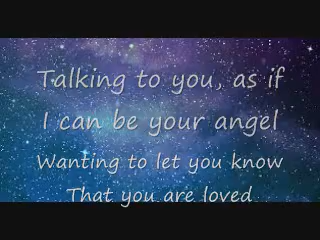 Talking to you, as if
I can be your angel
Wanting to let you know
That you are loved